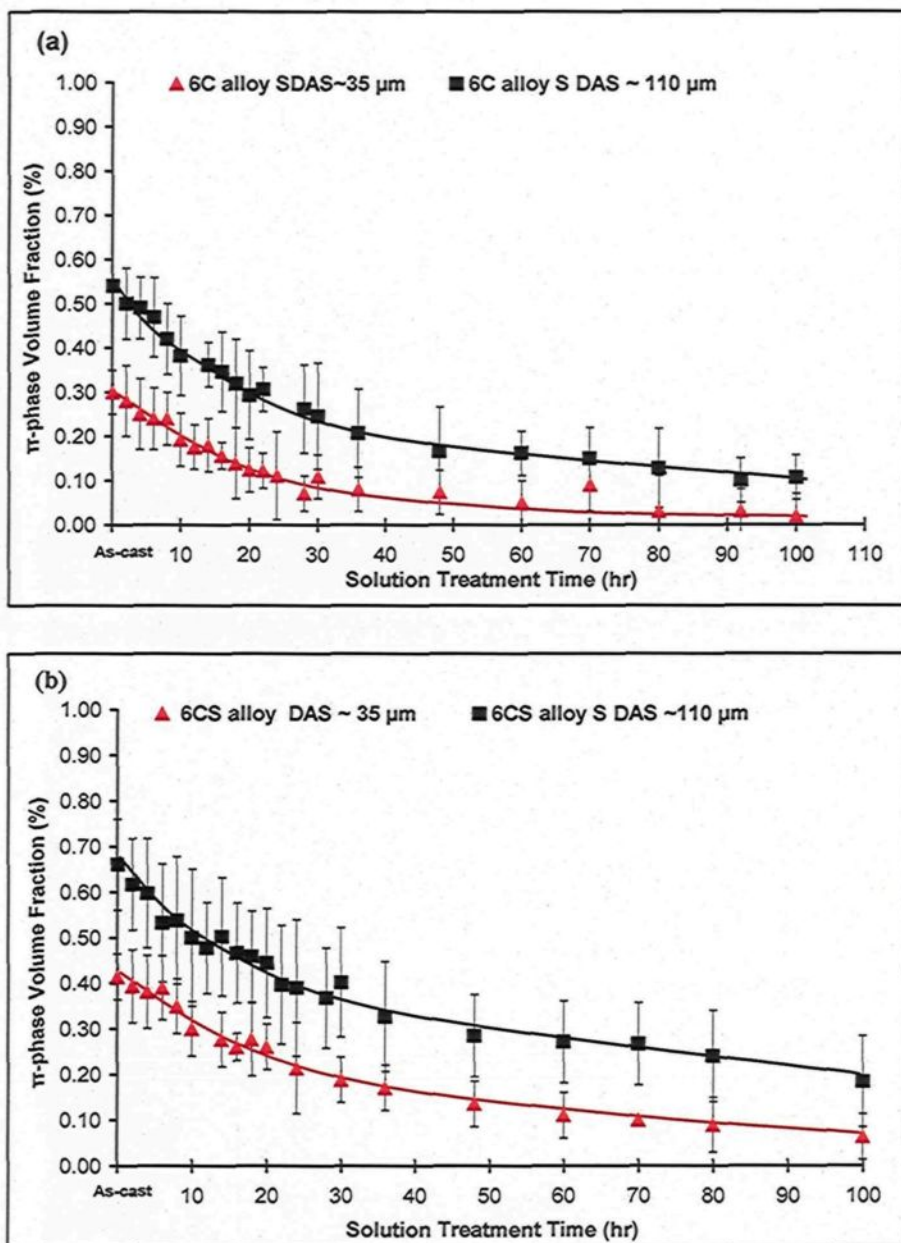 (a)
6C alloy SDAS~35 µm 6C alloy S DAS ~ 110 µm
π-phase Volume Fraction (%)
1.00
0.90
0.80
0.70
0.60
0.50
0.40
0.30
0.20
0.10
0.00
As-cast 10 20 30 40 50 60 70 80 90 100 110
Solution Treatment Time (hr)
(b)
6CS alloy DAS ~ 35 µm 6CS alloy S DAS ~110 µm
π-phase Volume Fraction (%)
1.00
0.90
0.80
0.70
0.60
0.50
0.40
0.30
0.20
0.10
0.00
As-cast 10 20 30 40 50 60 70 80 90 100
Solution Treatment Time (hr)